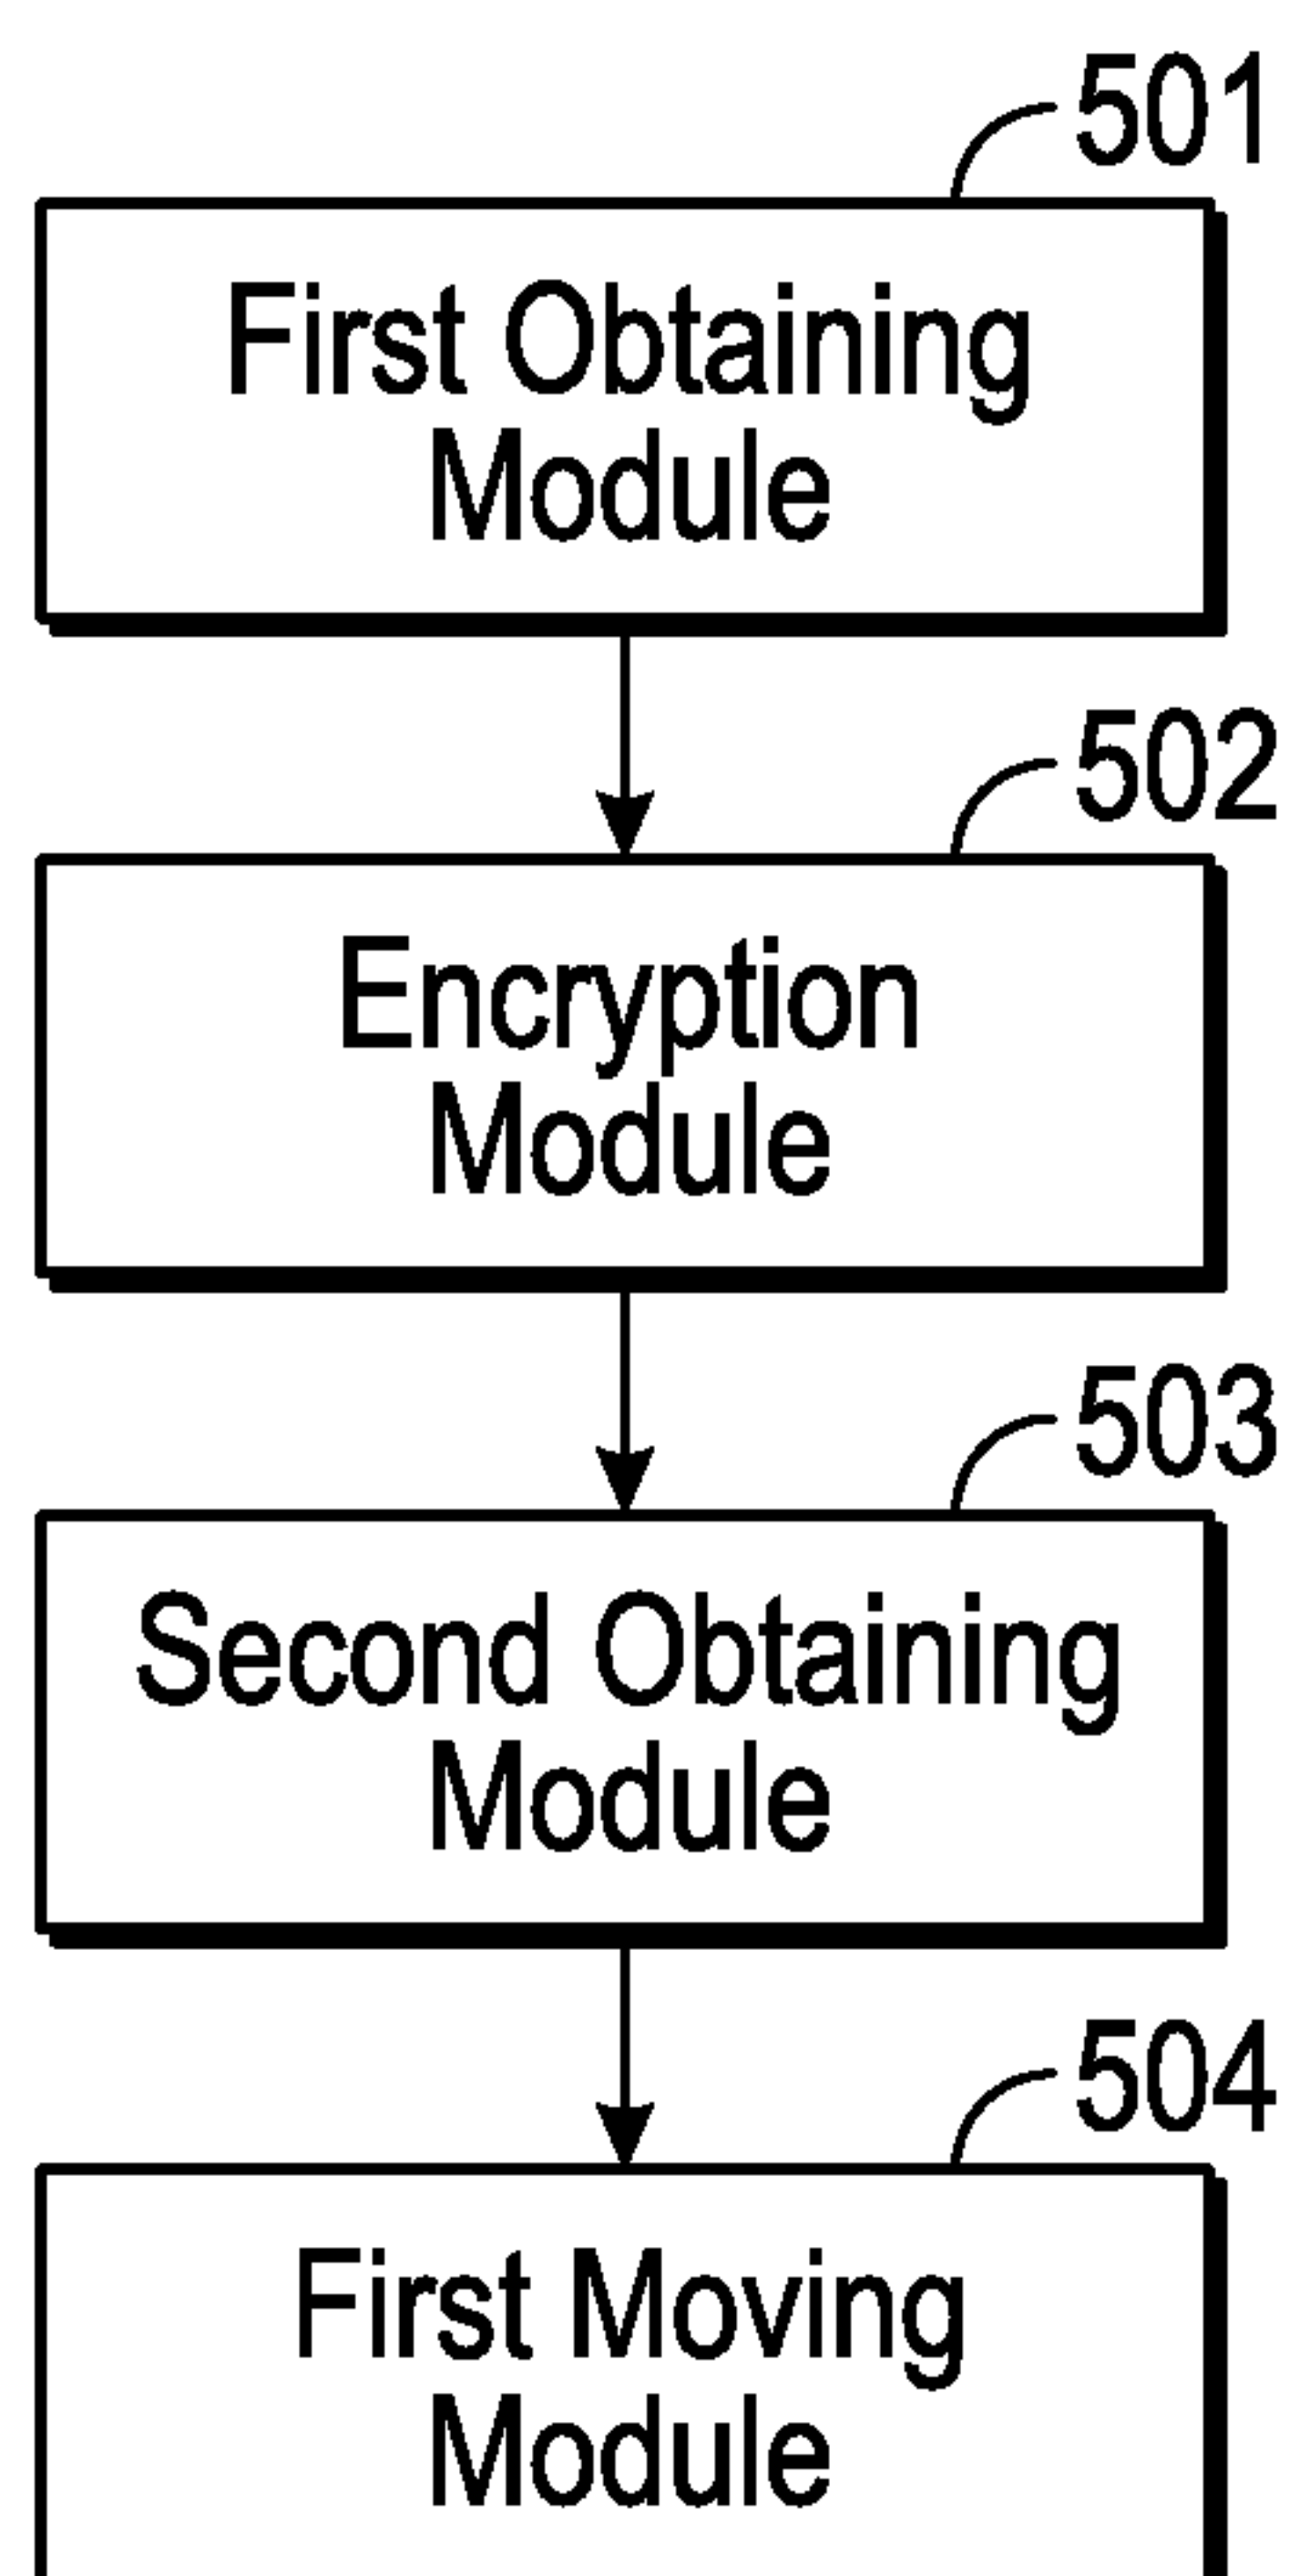 501
First Obtaining
Module
502
Encryption
Module
503
Second Obtaining
Module
504
First Moving
Module